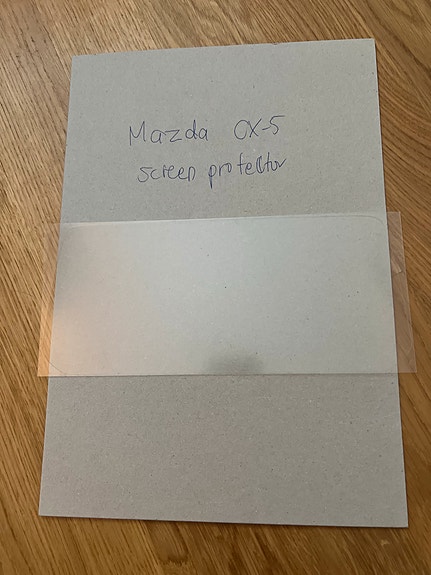 Mazda CX-5
screen protector